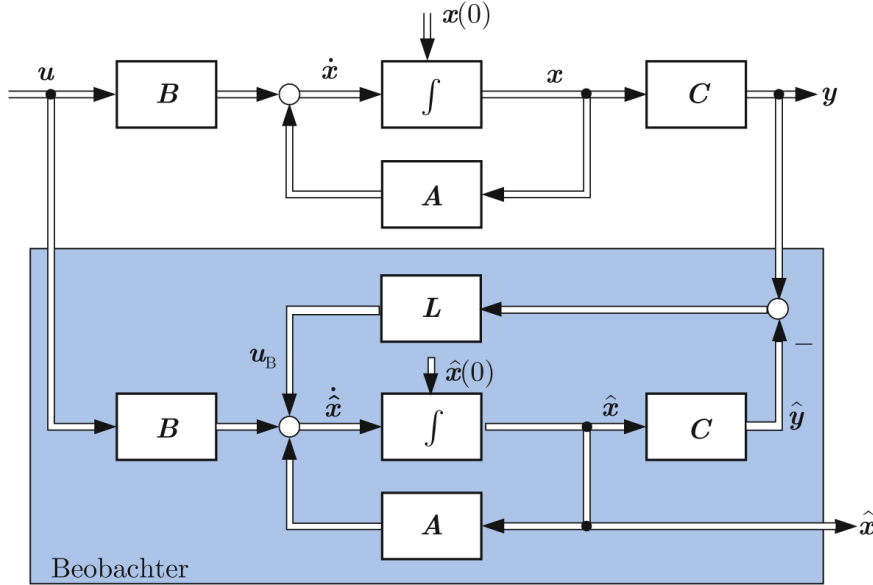 x(0)
u B ẋ ∫ x C y
A
L
u_B x̂(0)
B x̂̇ ∫ x̂ C ŷ
−
A x̂
Beobachter